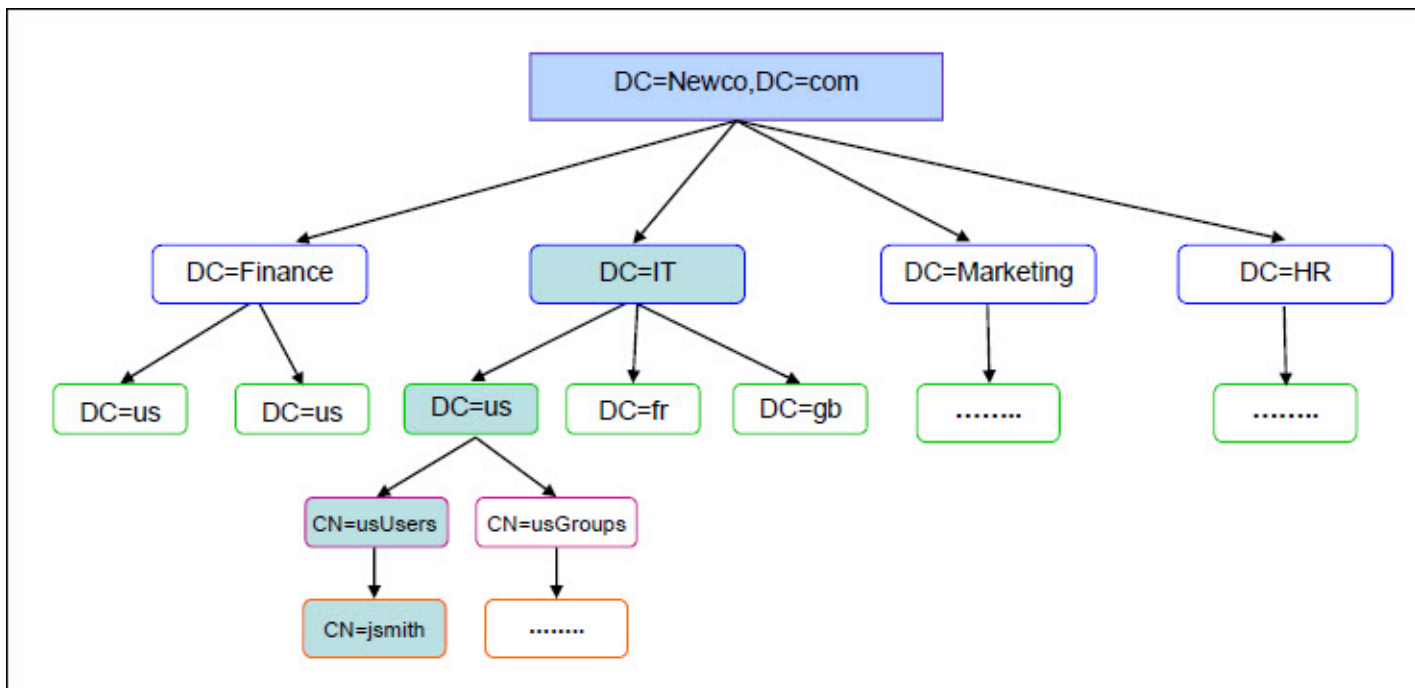 DC=Newco,DC=com
DC=Finance
DC=IT
DC=Marketing
DC=HR
DC=us
DC=us
DC=us
DC=fr
DC=gb
........
........
CN=usUsers
CN=usGroups
CN=jsmith
........